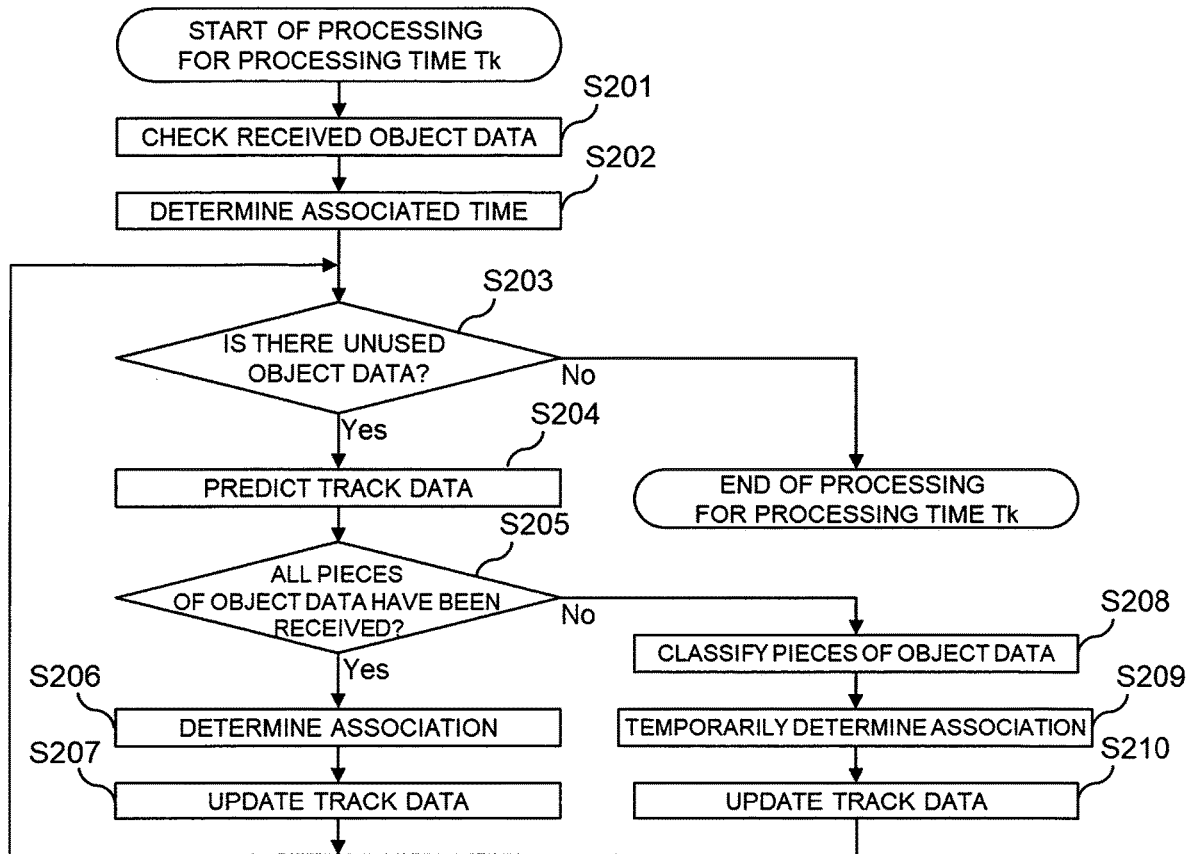 START OF PROCESSING
FOR PROCESSING TIME Tk
S201
CHECK RECEIVED OBJECT DATA
S202
DETERMINE ASSOCIATED TIME
S203
IS THERE UNUSED
OBJECT DATA?
No
Yes
S204
PREDICT TRACK DATA
END OF PROCESSING
FOR PROCESSING TIME Tk
S205
ALL PIECES
OF OBJECT DATA HAVE BEEN
RECEIVED?
No
Yes
S208
CLASSIFY PIECES OF OBJECT DATA
S206
DETERMINE ASSOCIATION
S209
TEMPORARILY DETERMINE ASSOCIATION
S207
UPDATE TRACK DATA
S210
UPDATE TRACK DATA